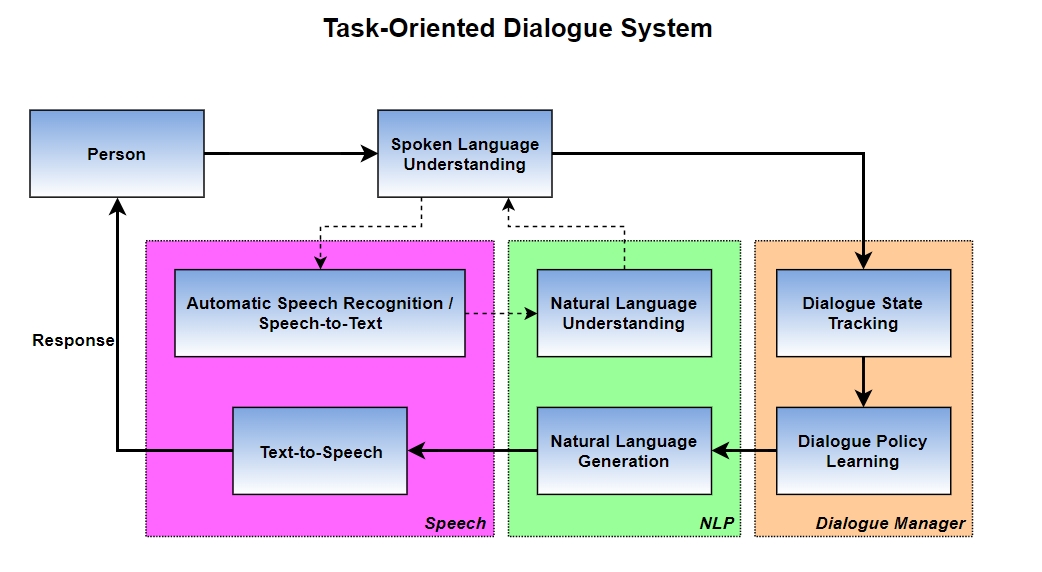 Task-Oriented Dialogue System
Person
Spoken Language
Understanding
Automatic Speech Recognition /
Speech-to-Text
Natural Language
Understanding
Dialogue State
Tracking
Response
Text-to-Speech
Natural Language
Generation
Dialogue Policy
Learning
Speech
NLP
Dialogue Manager